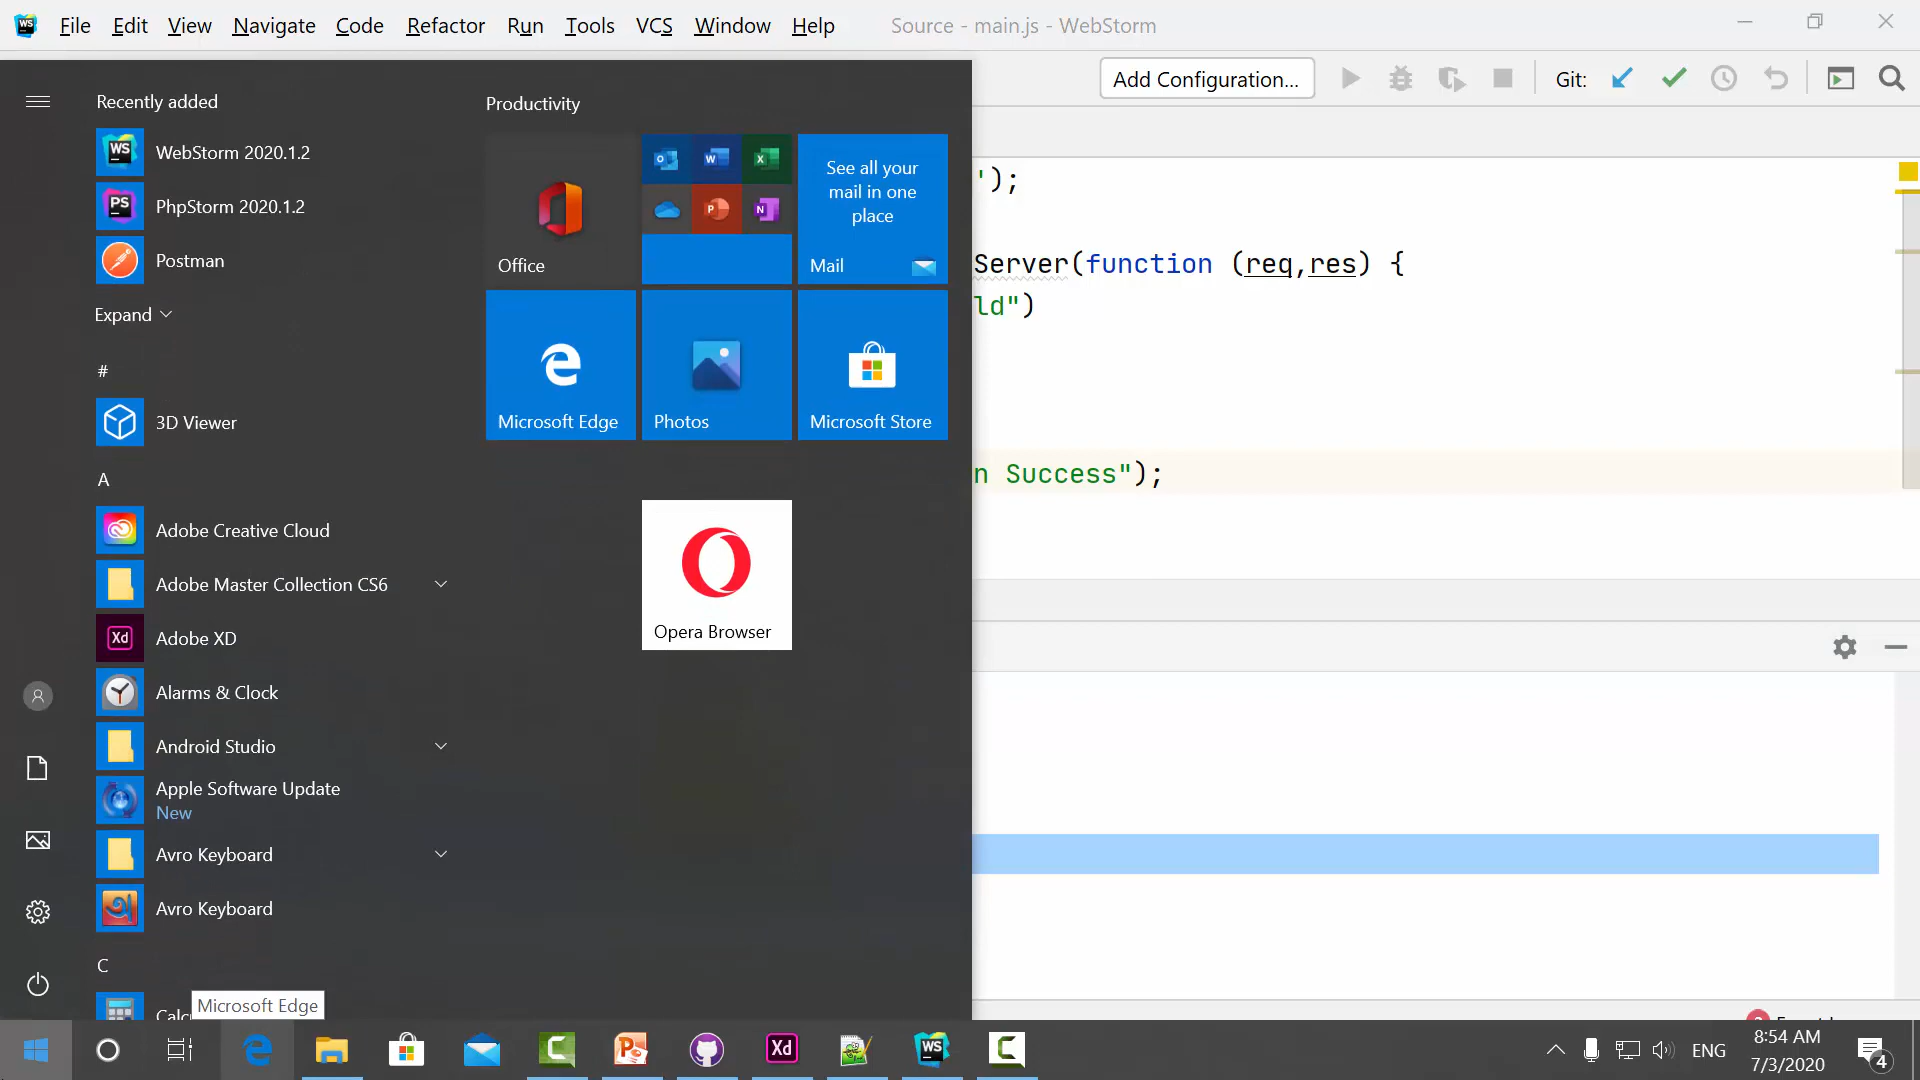 File Edit View Navigate Code Refactor Run Tools VCS Window Help Source - main.js - WebStorm
Add Configuration... Git:
Recently added
WebStorm 2020.1.2
PhpStorm 2020.1.2
Postman
Expand
#
3D Viewer
A
Adobe Creative Cloud
Adobe Master Collection CS6
Adobe XD
Alarms & Clock
Android Studio
Apple Software Update
New
Avro Keyboard
Avro Keyboard
C
Microsoft Edge
Productivity
Office
See all your
mail in one
place
Mail
Microsoft Edge
Photos
Microsoft Store
Opera Browser
');
Server(function (req,res) {
ld")
n Success");
ENG
8:54 AM
7/3/2020
4